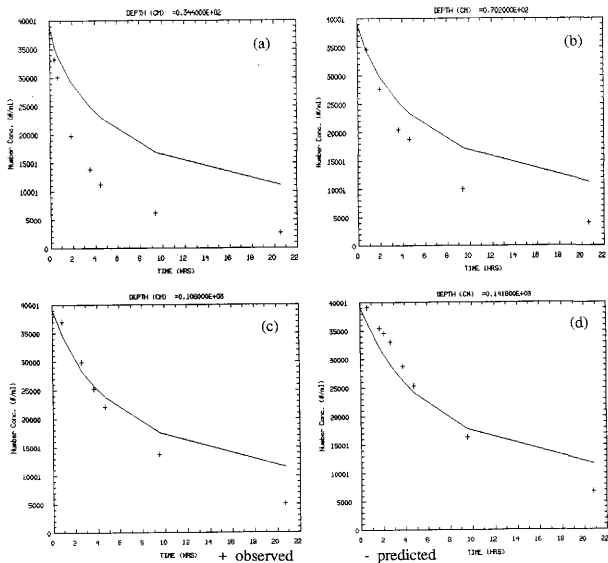 DEPTH (CM) =0.344000E+02
(a)
40001
35000
30000
25000
20000
15001
10001
5000
0
Number Conc. (#/ml)
0 2 4 6 8 10 12 14 16 18 20 22
TIME (HRS)
DEPTH (CM) =0.702000E+02
(b)
40001
35000
30000
25000
20000
15001
10001
5000
0
Number Conc. (#/ml)
0 2 4 6 8 10 12 14 16 18 20 22
TIME (HRS)
DEPTH (CM) =0.108000E+03
(c)
40001
35000
30000
25000
20000
15001
10001
5000
0
Number Conc. (#/ml)
0 2 4 6 8 10 12 14 16 18 20 22
TIME (HRS)
DEPTH (CM) =0.141800E+03
(d)
40001
35000
30000
25000
20000
15001
10001
5000
0
Number Conc. (#/ml)
0 2 4 6 8 10 12 14 16 18 20 22
TIME (HRS)
+ observed
- predicted